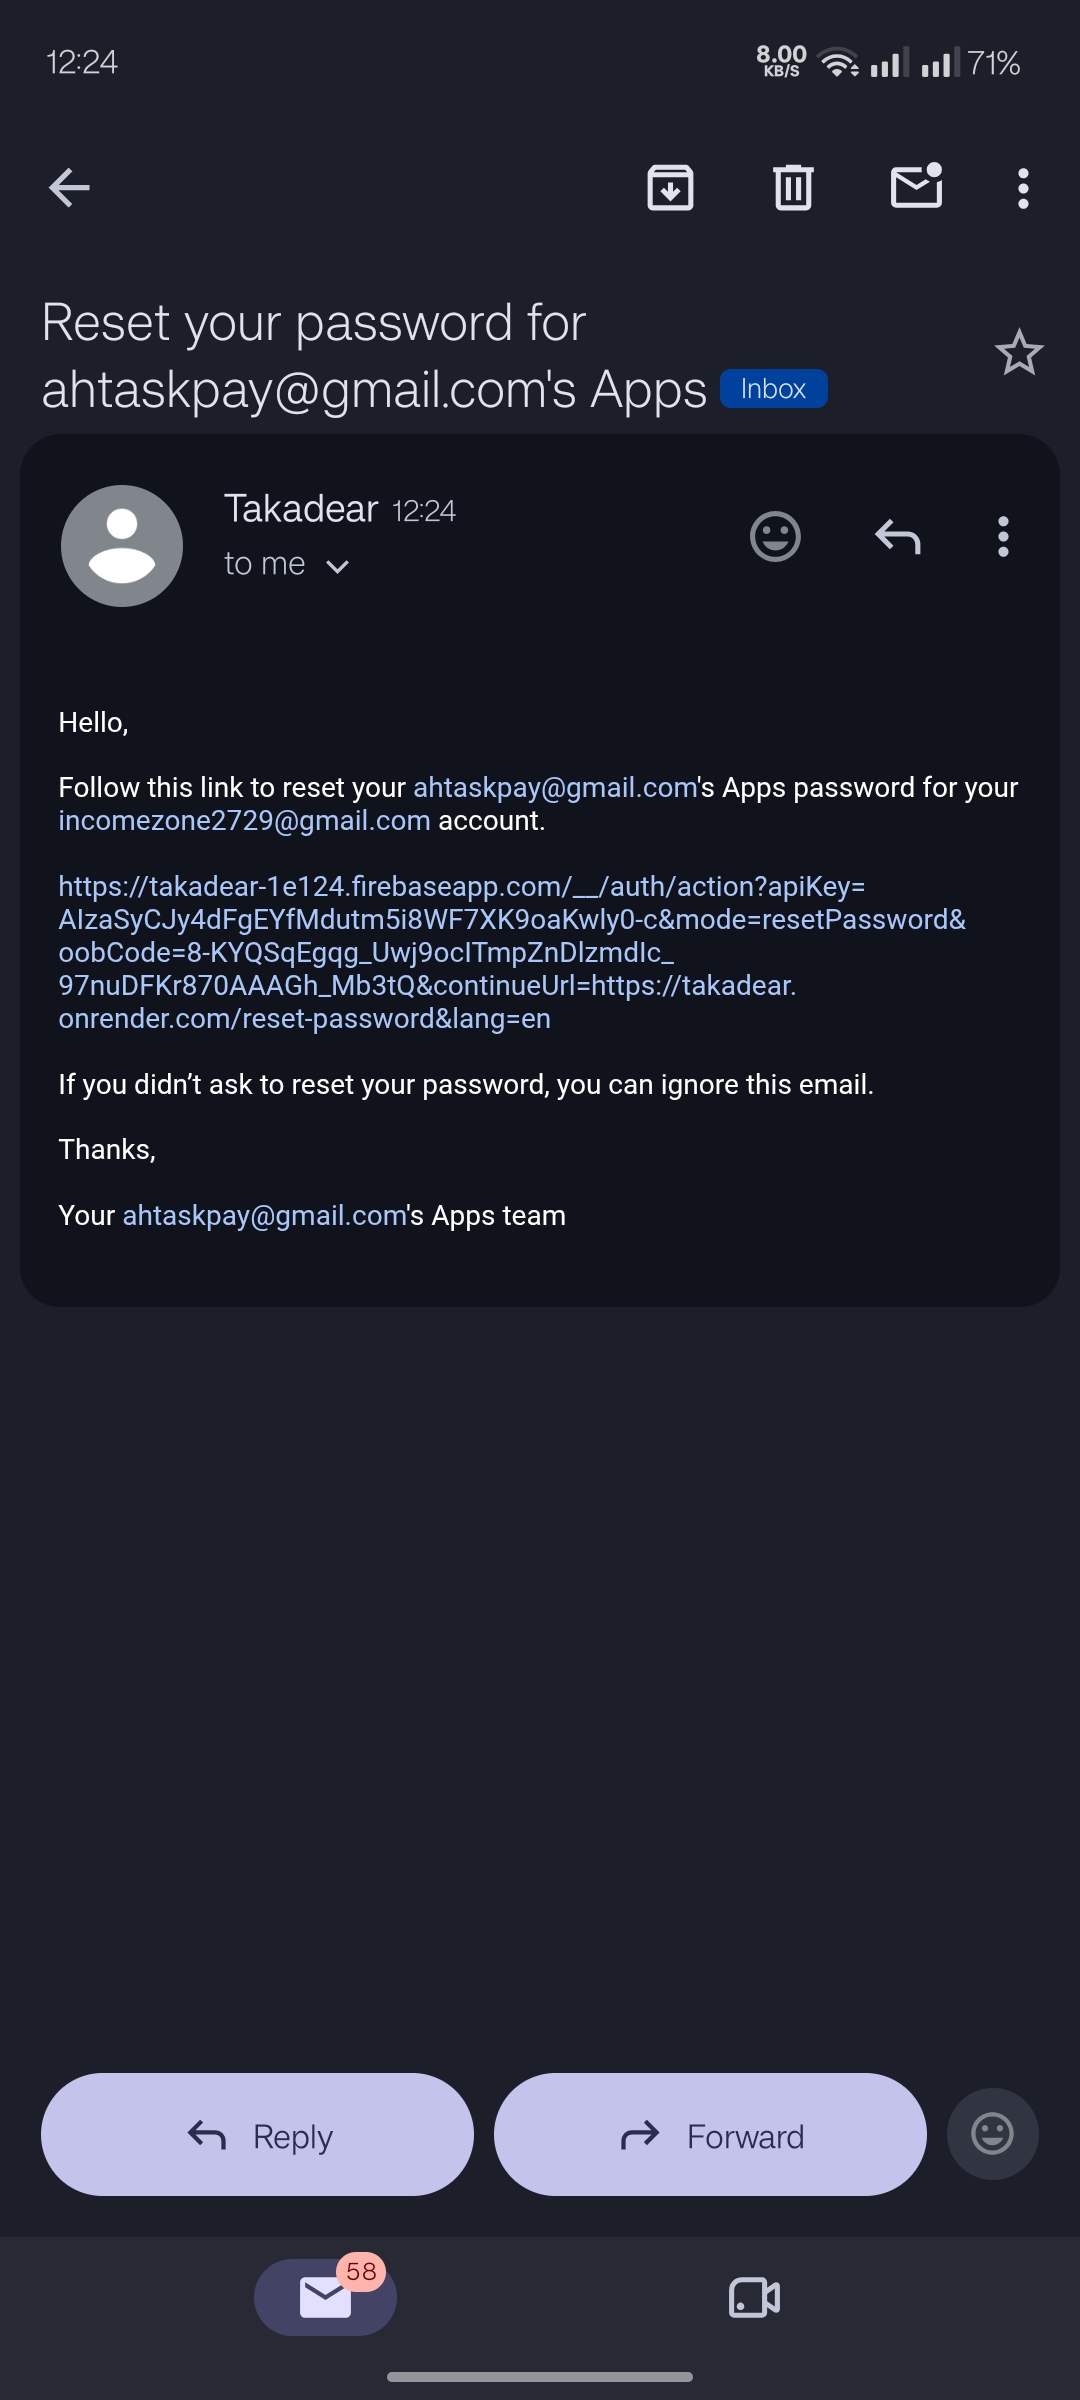 12:24
8.00
KB/S
71%
Reset your password for
ahtaskpay@gmail.com's Apps Inbox
Takadear 12:24
to me
Hello,
Follow this link to reset your ahtaskpay@gmail.com's Apps password for your
incomezone2729@gmail.com account.
https://takadear-1e124.firebaseapp.com/__/auth/action?apiKey=
AIzaSyCJy4dFgEYfMdutm5i8WF7XK9oaKwly0-c&mode=resetPassword&
oobCode=8-KYQSqEgqg_Uwj9ocITmpZnDlzmdIc_
97nuDFKr870AAAGh_Mb3tQ&continueUrl=https://takadear.
onrender.com/reset-password&lang=en
If you didn’t ask to reset your password, you can ignore this email.
Thanks,
Your ahtaskpay@gmail.com's Apps team
Reply
Forward
58